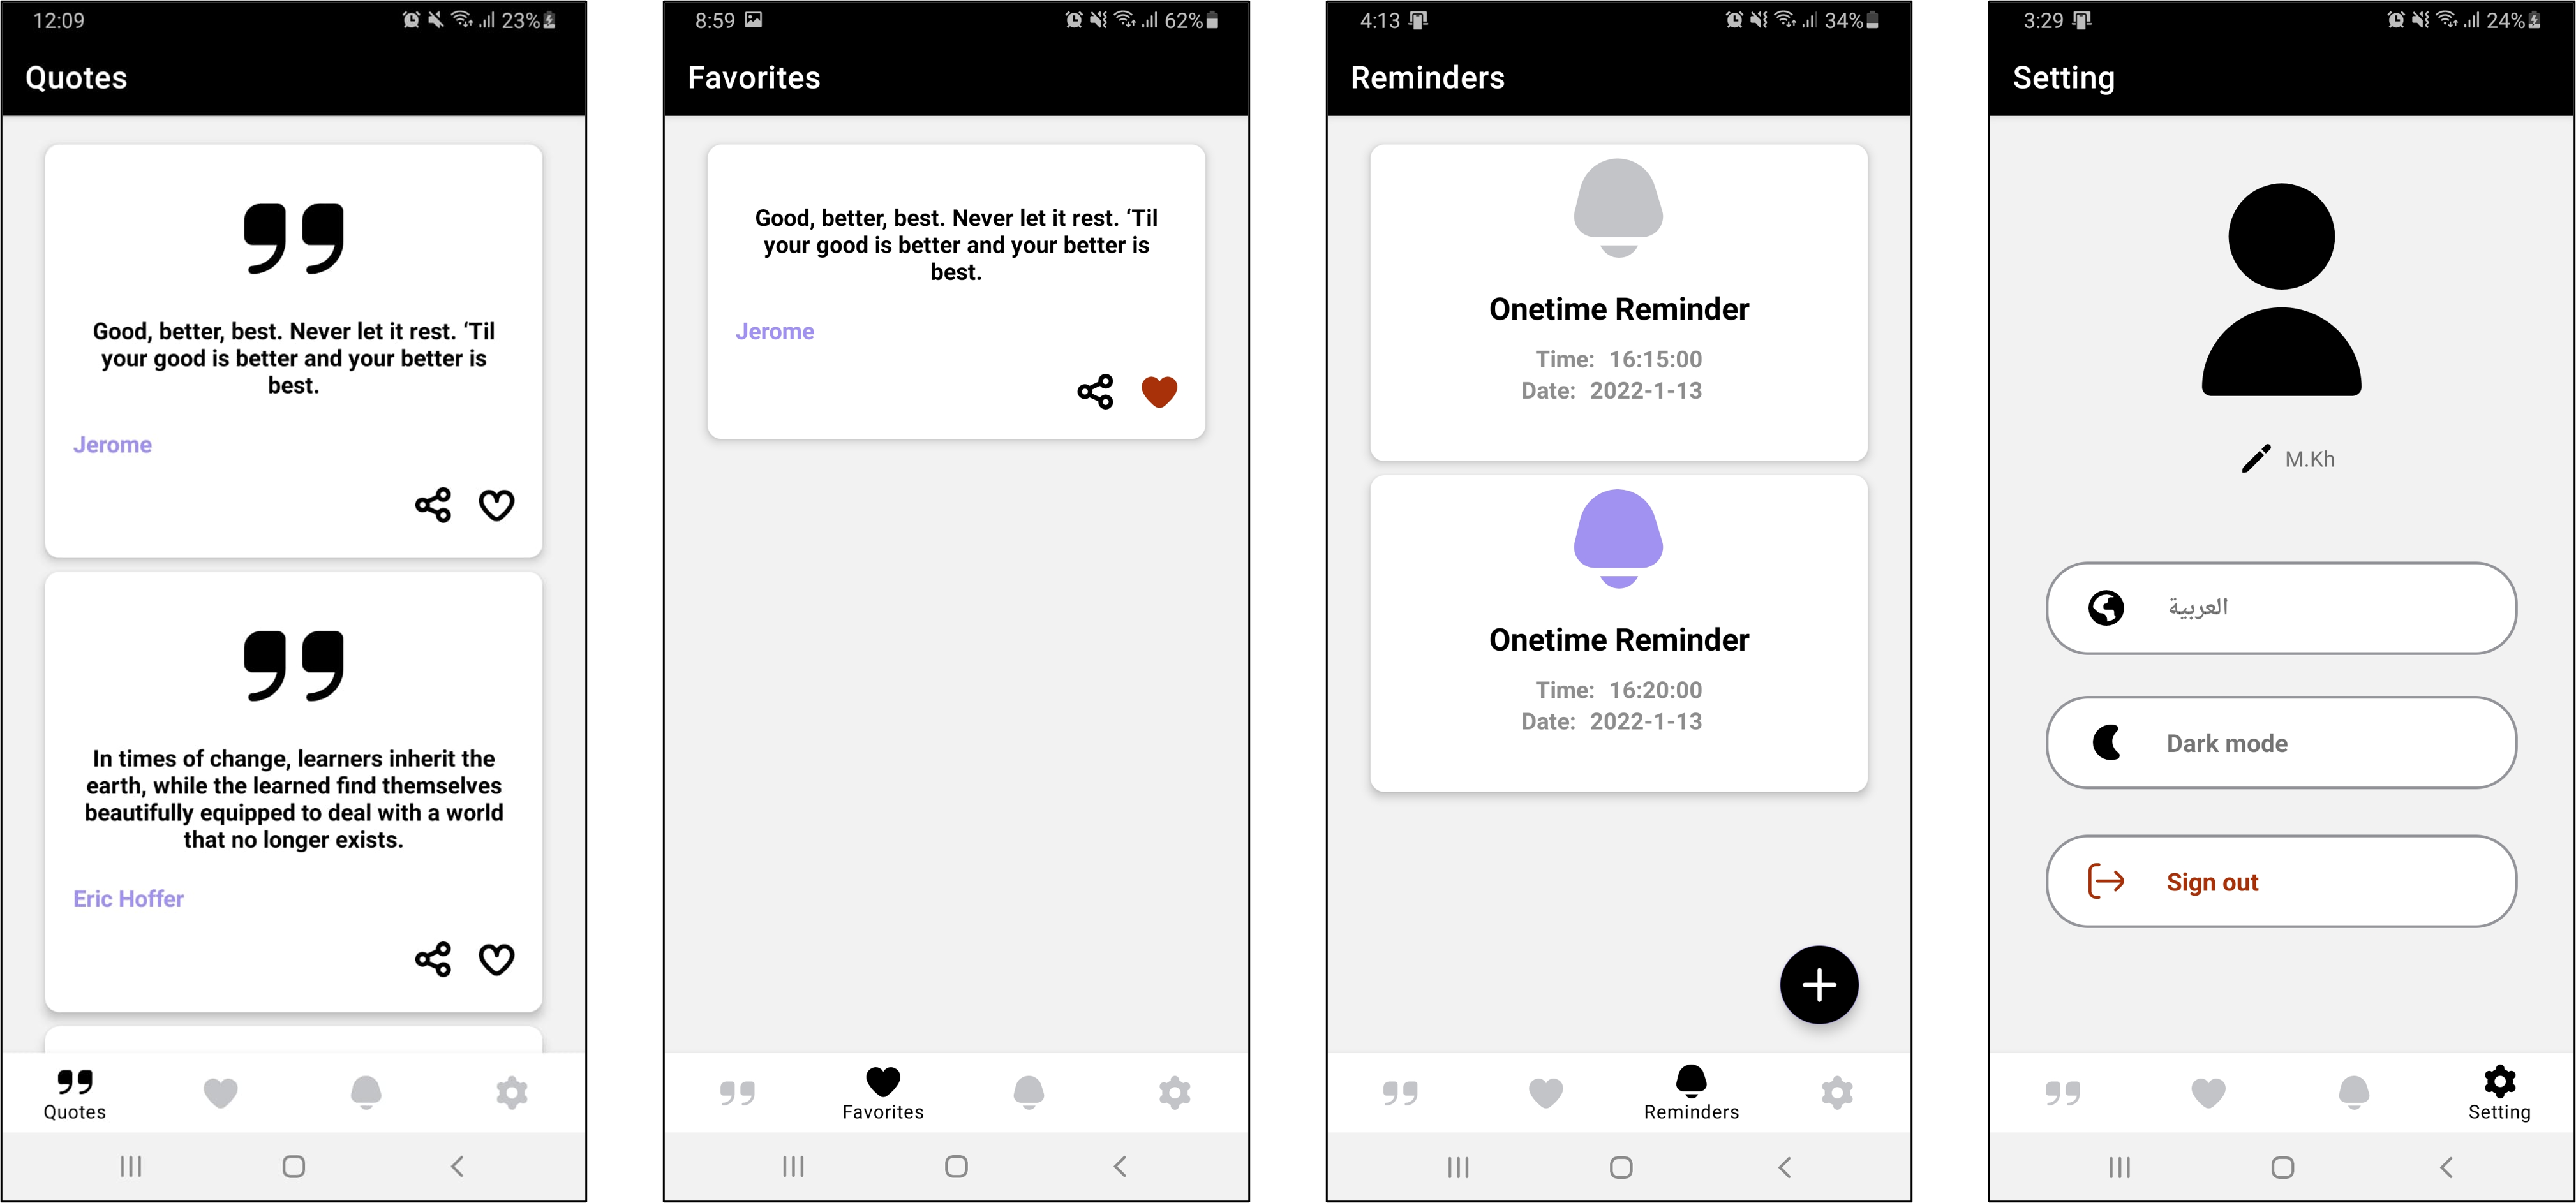 12:09
23%
Quotes
Good, better, best. Never let it rest. ‘Til
your good is better and your better is
best.
Jerome
In times of change, learners inherit the
earth, while the learned find themselves
beautifully equipped to deal with a world
that no longer exists.
Eric Hoffer
Quotes
8:59
62%
Favorites
Good, better, best. Never let it rest. ‘Til
your good is better and your better is
best.
Jerome
Favorites
4:13
34%
Reminders
Onetime Reminder
Time: 16:15:00
Date: 2022-1-13
Onetime Reminder
Time: 16:20:00
Date: 2022-1-13
Reminders
3:29
24%
Setting
M.Kh
العربية
Dark mode
Sign out
Setting